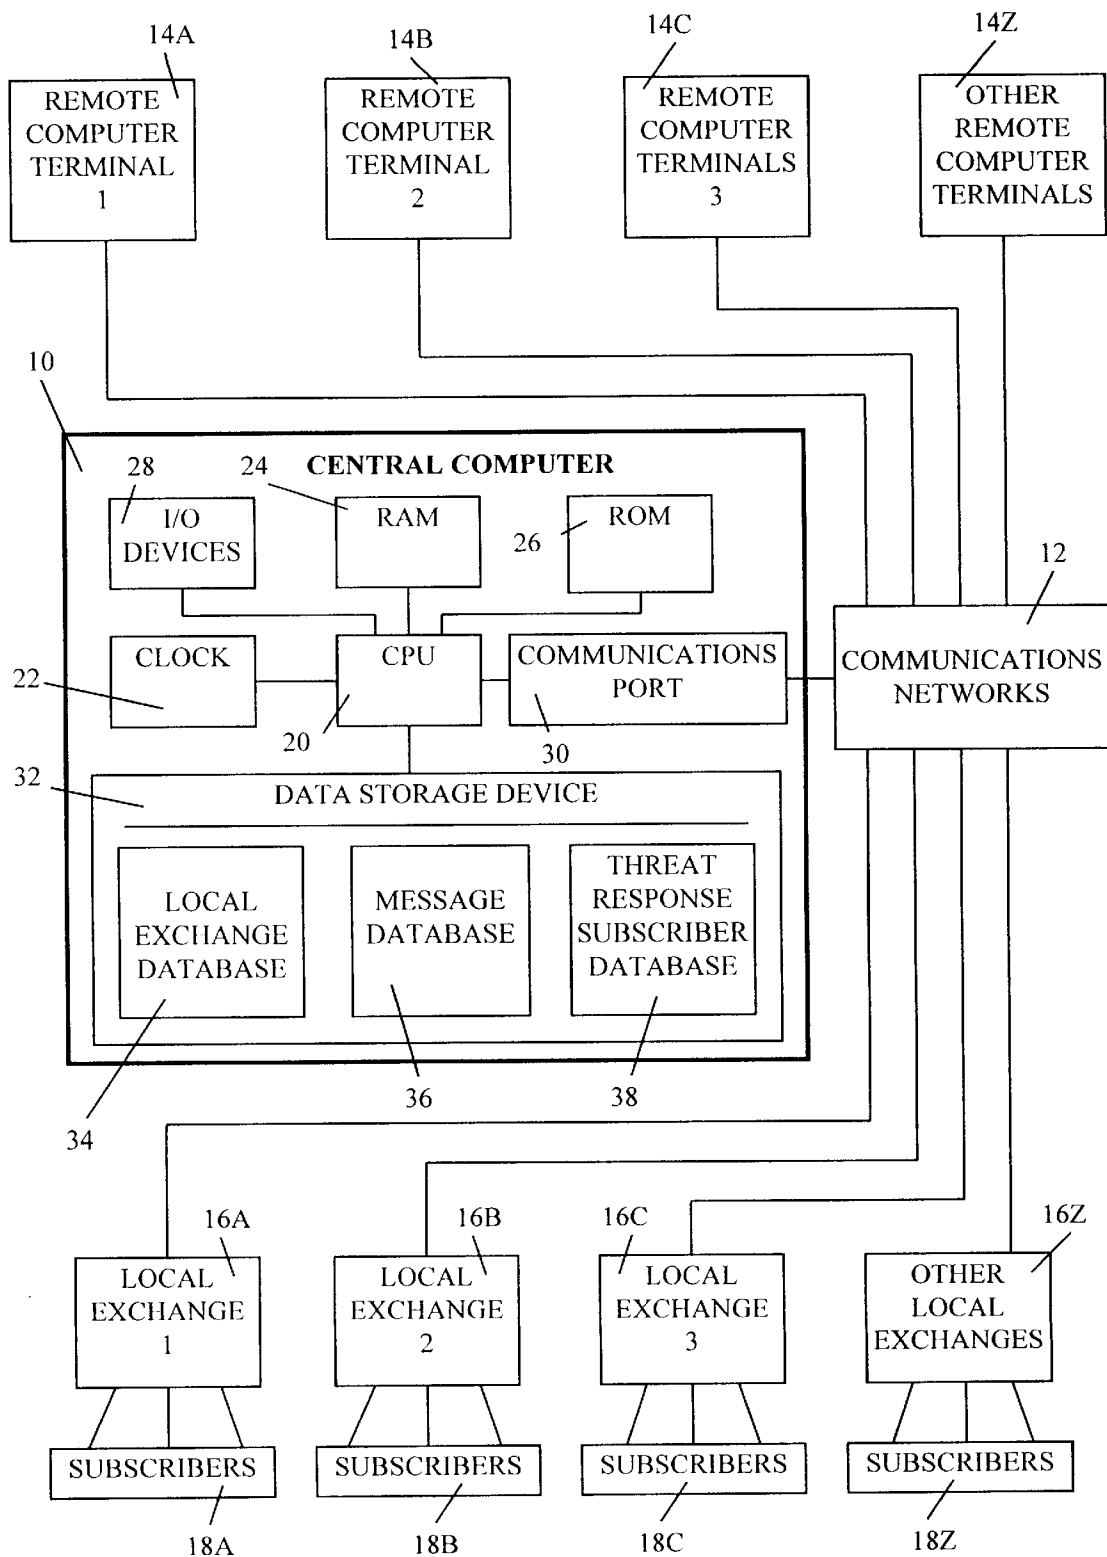 14A
14B
14C
14Z
REMOTE
COMPUTER
TERMINAL
1
REMOTE
COMPUTER
TERMINAL
2
REMOTE
COMPUTER
TERMINALS
3
OTHER
REMOTE
COMPUTER
TERMINALS
10
CENTRAL COMPUTER
28
I/O
DEVICES
24
RAM
26
ROM
12
CLOCK
22
CPU
20
COMMUNICATIONS
PORT
30
COMMUNICATIONS
NETWORKS
32
DATA STORAGE DEVICE
LOCAL
EXCHANGE
DATABASE
MESSAGE
DATABASE
THREAT
RESPONSE
SUBSCRIBER
DATABASE
34
36
38
16A
16B
16C
16Z
LOCAL
EXCHANGE
1
LOCAL
EXCHANGE
2
LOCAL
EXCHANGE
3
OTHER
LOCAL
EXCHANGES
SUBSCRIBERS
SUBSCRIBERS
SUBSCRIBERS
SUBSCRIBERS
18A
18B
18C
18Z